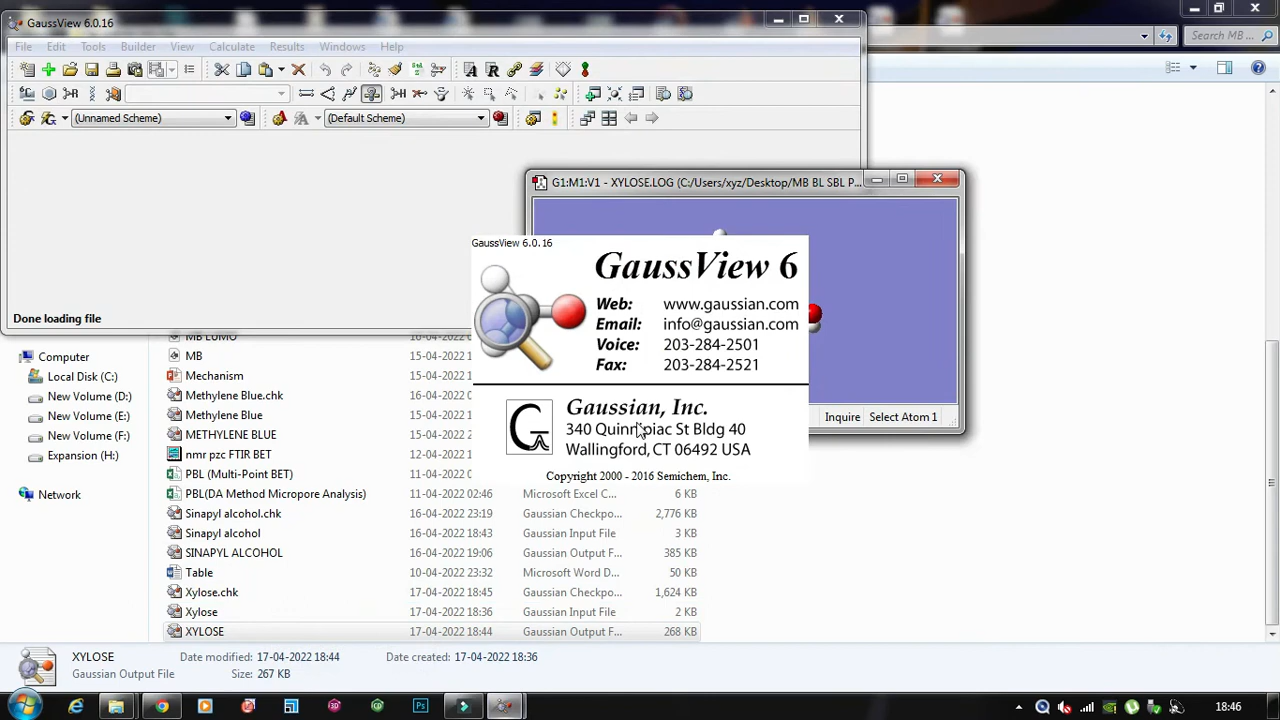 GaussView 6.0.16
File Edit Tools Builder View Calculate Results Windows Help
(Unnamed Scheme)
(Default Scheme)
Search MB ...
G1:M1:V1 - XYLOSE.LOG (C:/Users/xyz/Desktop/MB BL SBL P...
Done loading file
Inquire
Select Atom 1
GaussView 6.0.16
GaussView 6
Web: www.gaussian.com
Email: info@gaussian.com
Voice: 203-284-2501
Fax: 203-284-2521
Gaussian, Inc.
340 Quinnipiac St Bldg 40
Wallingford, CT 06492 USA
Copyright 2000 - 2016 Semichem, Inc.
Computer
Local Disk (C:)
New Volume (D:)
New Volume (E:)
New Volume (F:)
Expansion (H:)
Network
MB LUMO 16-04-2022
MB 15-04-2022
Mechanism 16-04-2022
Methylene Blue.chk 16-04-2022
Methylene Blue 15-04-2022
METHYLENE BLUE 15-04-2022
nmr pzc FTIR BET 12-04-2022
PBL (Multi-Point BET) 11-04-2022
PBL(DA Method Micropore Analysis) 11-04-2022 02:46 Microsoft Excel C... 6 KB
Sinapyl alcohol.chk 16-04-2022 23:19 Gaussian Checkpo... 2,776 KB
Sinapyl alcohol 16-04-2022 18:43 Gaussian Input File 3 KB
SINAPYL ALCOHOL 16-04-2022 19:06 Gaussian Output F... 385 KB
Table 10-04-2022 23:32 Microsoft Word D... 50 KB
Xylose.chk 17-04-2022 18:45 Gaussian Checkpo... 1,624 KB
Xylose 17-04-2022 18:36 Gaussian Input File 2 KB
XYLOSE 17-04-2022 18:44 Gaussian Output F... 268 KB
XYLOSE Date modified: 17-04-2022 18:44 Date created: 17-04-2022 18:36
Gaussian Output File Size: 267 KB
18:46